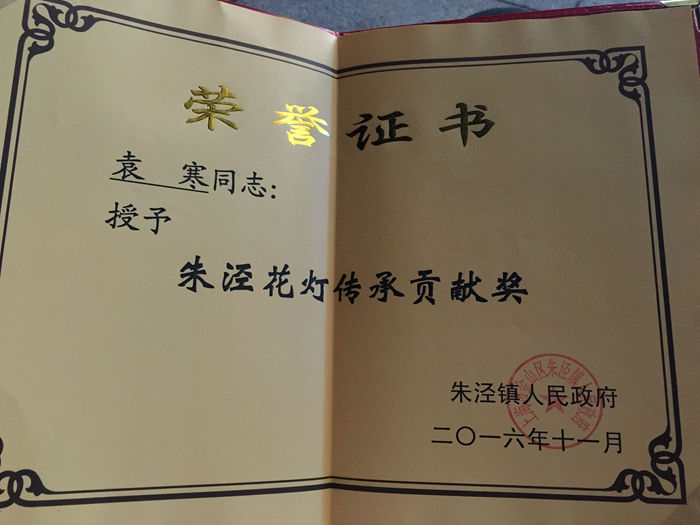 荣誉证书
袁 寒同志:
授予
朱泾花灯传承贡献奖
朱泾镇人民政府
二〇一六年十一月